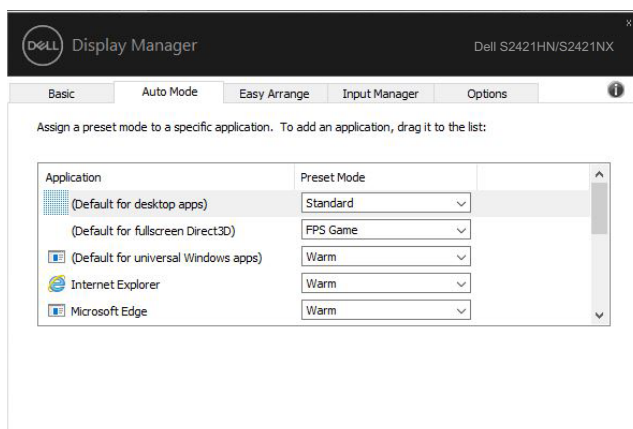 DELL Display Manager
Dell S2421HN/S2421NX
Basic Auto Mode Easy Arrange Input Manager Options
Assign a preset mode to a specific application. To add an application, drag it to the list:
Application Preset Mode
(Default for desktop apps) Standard
(Default for fullscreen Direct3D) FPS Game
(Default for universal Windows apps) Warm
Internet Explorer Warm
Microsoft Edge Warm